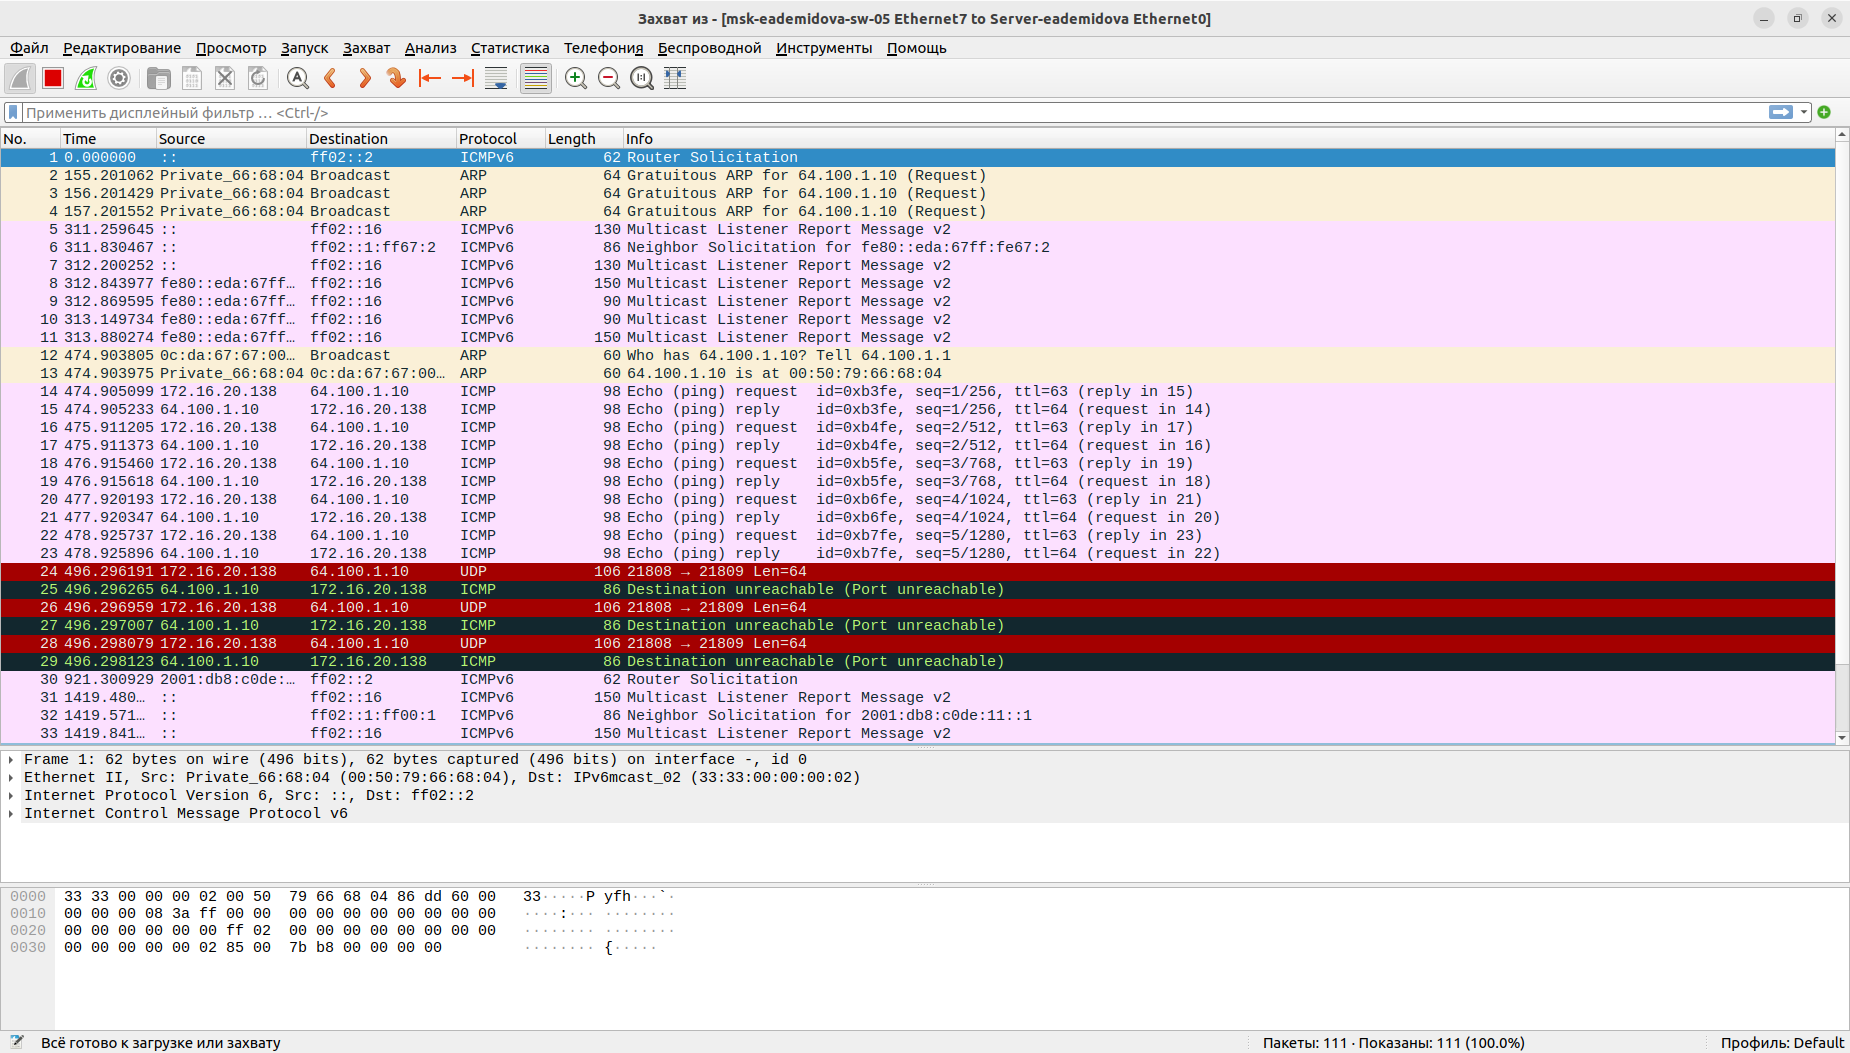 Захват из - [msk-eademidova-sw-05 Ethernet7 to Server-eademidova Ethernet0]
Файл Редактирование Просмотр Запуск Захват Анализ Статистика Телефония Беспроводной Инструменты Помощь
Применить дисплейный фильтр … <Ctrl-/>
No. Time Source Destination Protocol Length Info
1 0.000000 :: ff02::2 ICMPv6 62 Router Solicitation
2 155.201062 Private_66:68:04 Broadcast ARP 64 Gratuitous ARP for 64.100.1.10 (Request)
3 156.201429 Private_66:68:04 Broadcast ARP 64 Gratuitous ARP for 64.100.1.10 (Request)
4 157.201552 Private_66:68:04 Broadcast ARP 64 Gratuitous ARP for 64.100.1.10 (Request)
5 311.259645 :: ff02::16 ICMPv6 130 Multicast Listener Report Message v2
6 311.830467 :: ff02::1:ff67:2 ICMPv6 86 Neighbor Solicitation for fe80::eda:67ff:fe67:2
7 312.200252 :: ff02::16 ICMPv6 130 Multicast Listener Report Message v2
8 312.843977 fe80::eda:67ff… ff02::16 ICMPv6 150 Multicast Listener Report Message v2
9 312.869595 fe80::eda:67ff… ff02::16 ICMPv6 90 Multicast Listener Report Message v2
10 313.149734 fe80::eda:67ff… ff02::16 ICMPv6 90 Multicast Listener Report Message v2
11 313.880274 fe80::eda:67ff… ff02::16 ICMPv6 150 Multicast Listener Report Message v2
12 474.903805 0c:da:67:67:00… Broadcast ARP 60 Who has 64.100.1.10? Tell 64.100.1.1
13 474.903975 Private_66:68:04 0c:da:67:67:00… ARP 60 64.100.1.10 is at 00:50:79:66:68:04
14 474.905099 172.16.20.138 64.100.1.10 ICMP 98 Echo (ping) request id=0xb3fe, seq=1/256, ttl=63 (reply in 15)
15 474.905233 64.100.1.10 172.16.20.138 ICMP 98 Echo (ping) reply id=0xb3fe, seq=1/256, ttl=64 (request in 14)
16 475.911205 172.16.20.138 64.100.1.10 ICMP 98 Echo (ping) request id=0xb4fe, seq=2/512, ttl=63 (reply in 17)
17 475.911373 64.100.1.10 172.16.20.138 ICMP 98 Echo (ping) reply id=0xb4fe, seq=2/512, ttl=64 (request in 16)
18 476.915460 172.16.20.138 64.100.1.10 ICMP 98 Echo (ping) request id=0xb5fe, seq=3/768, ttl=63 (reply in 19)
19 476.915618 64.100.1.10 172.16.20.138 ICMP 98 Echo (ping) reply id=0xb5fe, seq=3/768, ttl=64 (request in 18)
20 477.920193 172.16.20.138 64.100.1.10 ICMP 98 Echo (ping) request id=0xb6fe, seq=4/1024, ttl=63 (reply in 21)
21 477.920347 64.100.1.10 172.16.20.138 ICMP 98 Echo (ping) reply id=0xb6fe, seq=4/1024, ttl=64 (request in 20)
22 478.925737 172.16.20.138 64.100.1.10 ICMP 98 Echo (ping) request id=0xb7fe, seq=5/1280, ttl=63 (reply in 23)
23 478.925896 64.100.1.10 172.16.20.138 ICMP 98 Echo (ping) reply id=0xb7fe, seq=5/1280, ttl=64 (request in 22)
24 496.296191 172.16.20.138 64.100.1.10 UDP 106 21808 → 21809 Len=64
25 496.296265 64.100.1.10 172.16.20.138 ICMP 86 Destination unreachable (Port unreachable)
26 496.296959 172.16.20.138 64.100.1.10 UDP 106 21808 → 21809 Len=64
27 496.297007 64.100.1.10 172.16.20.138 ICMP 86 Destination unreachable (Port unreachable)
28 496.298079 172.16.20.138 64.100.1.10 UDP 106 21808 → 21809 Len=64
29 496.298123 64.100.1.10 172.16.20.138 ICMP 86 Destination unreachable (Port unreachable)
30 921.300929 2001:db8:c0de:… ff02::2 ICMPv6 62 Router Solicitation
31 1419.480… :: ff02::16 ICMPv6 150 Multicast Listener Report Message v2
32 1419.571… :: ff02::1:ff00:1 ICMPv6 86 Neighbor Solicitation for 2001:db8:c0de:11::1
33 1419.841… :: ff02::16 ICMPv6 150 Multicast Listener Report Message v2
Frame 1: 62 bytes on wire (496 bits), 62 bytes captured (496 bits) on interface -, id 0
Ethernet II, Src: Private_66:68:04 (00:50:79:66:68:04), Dst: IPv6mcast_02 (33:33:00:00:00:02)
Internet Protocol Version 6, Src: ::, Dst: ff02::2
Internet Control Message Protocol v6
0000 33 33 00 00 00 02 00 50 79 66 68 04 86 dd 60 00 33·····P yfh···`·
0010 00 00 00 08 3a ff 00 00 00 00 00 00 00 00 00 00 ····:··· ········
0020 00 00 00 00 00 00 ff 02 00 00 00 00 00 00 00 00 ········ ········
0030 00 00 00 00 00 02 85 00 7b b8 00 00 00 00 ········ {·····
Всё готово к загрузке или захвату Пакеты: 111 · Показаны: 111 (100.0%) Профиль: Default